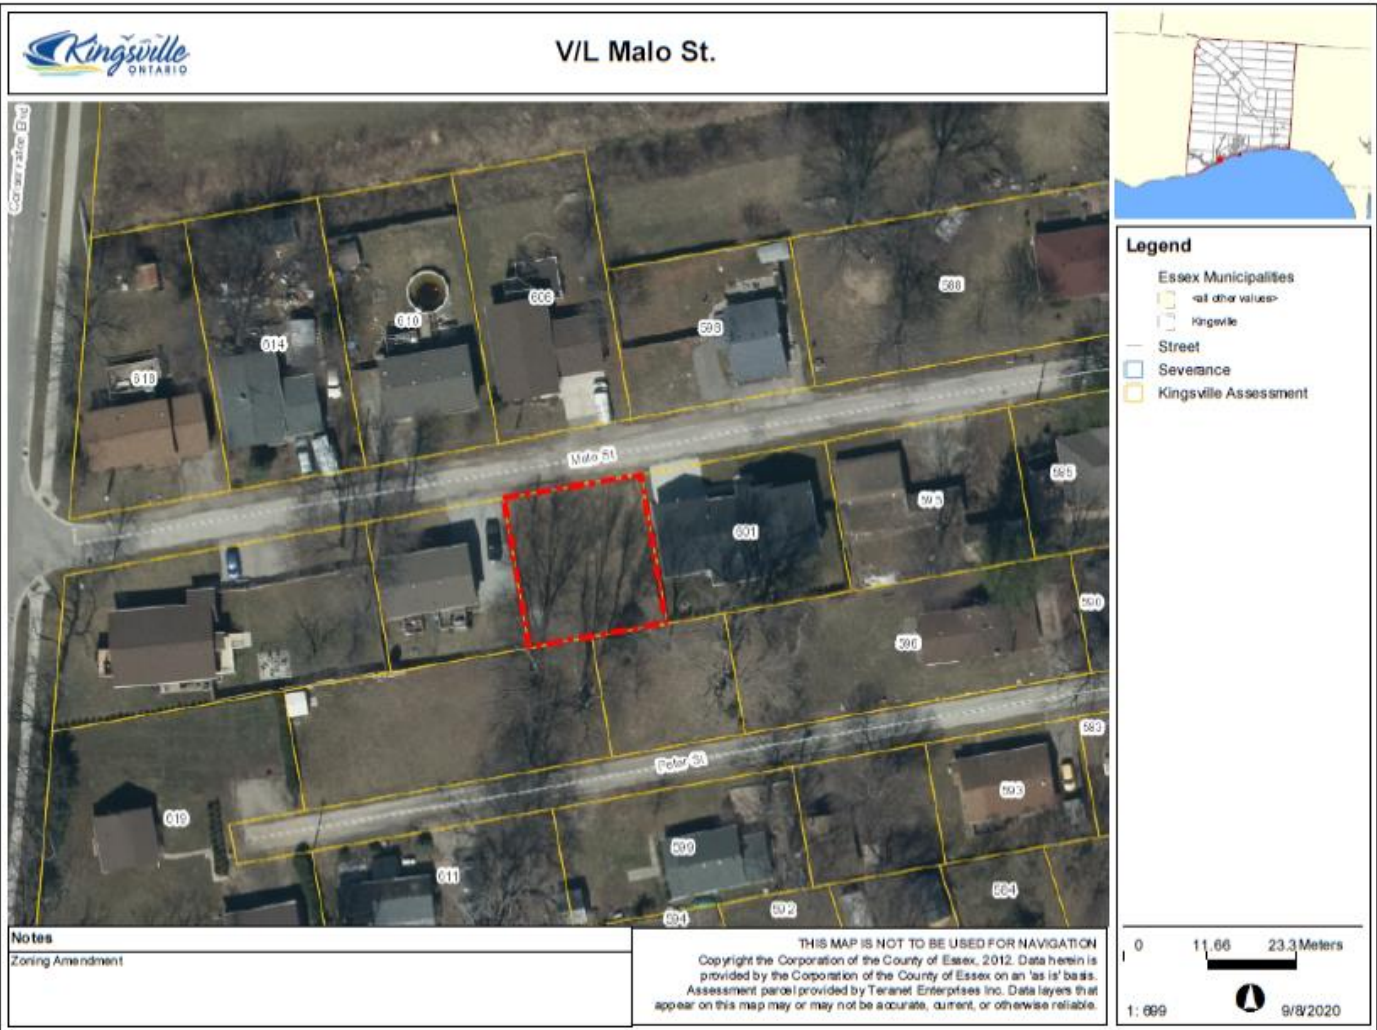 Kingsville
ONTARIO
V/L Malo St.
Conservation Blvd
618
614
610
606
598
588
Malo St
601
595
585
596
590
Peter St
583
593
619
611
599
594
592
584
Legend
Essex Municipalities
<all other values>
Kingsville
Street
Severance
Kingsville Assessment
Notes
Zoning Amendment
THIS MAP IS NOT TO BE USED FOR NAVIGATION
Copyright the Corporation of the County of Essex, 2012. Data herein is
provided by the Corporation of the County of Essex on an 'as is' basis.
Assessment parcel provided by Teranet Enterprises Inc. Data layers that
appear on this map may or may not be accurate, current, or otherwise reliable.
0 11.66 23.3 Meters
1: 699
9/8/2020